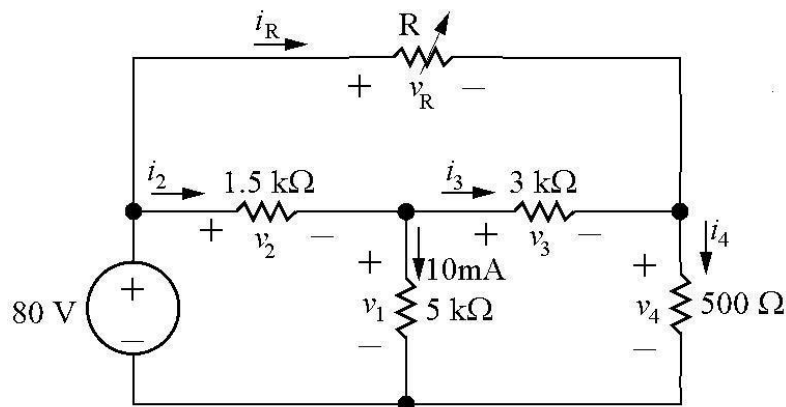 i_R R
+ v_R −
i_2 1.5 kΩ i_3 3 kΩ
+ v_2 − + v_3 − i_4
+ 10mA +
80 V v_1 5 kΩ v_4 500 Ω
− − −